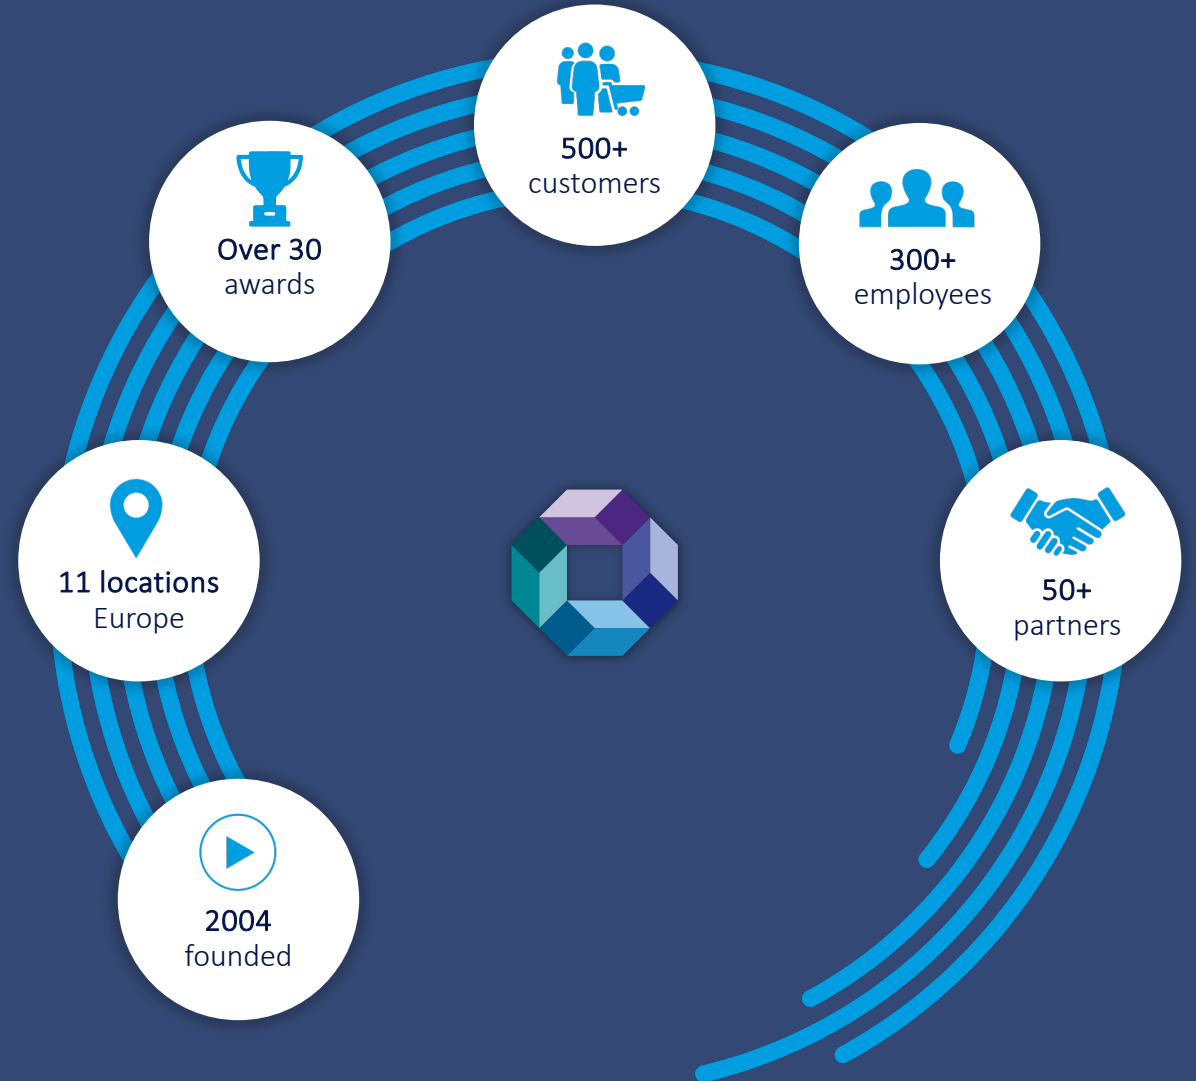 500+
customers
Over 30
awards
300+
employees
11 locations
Europe
50+
partners
2004
founded